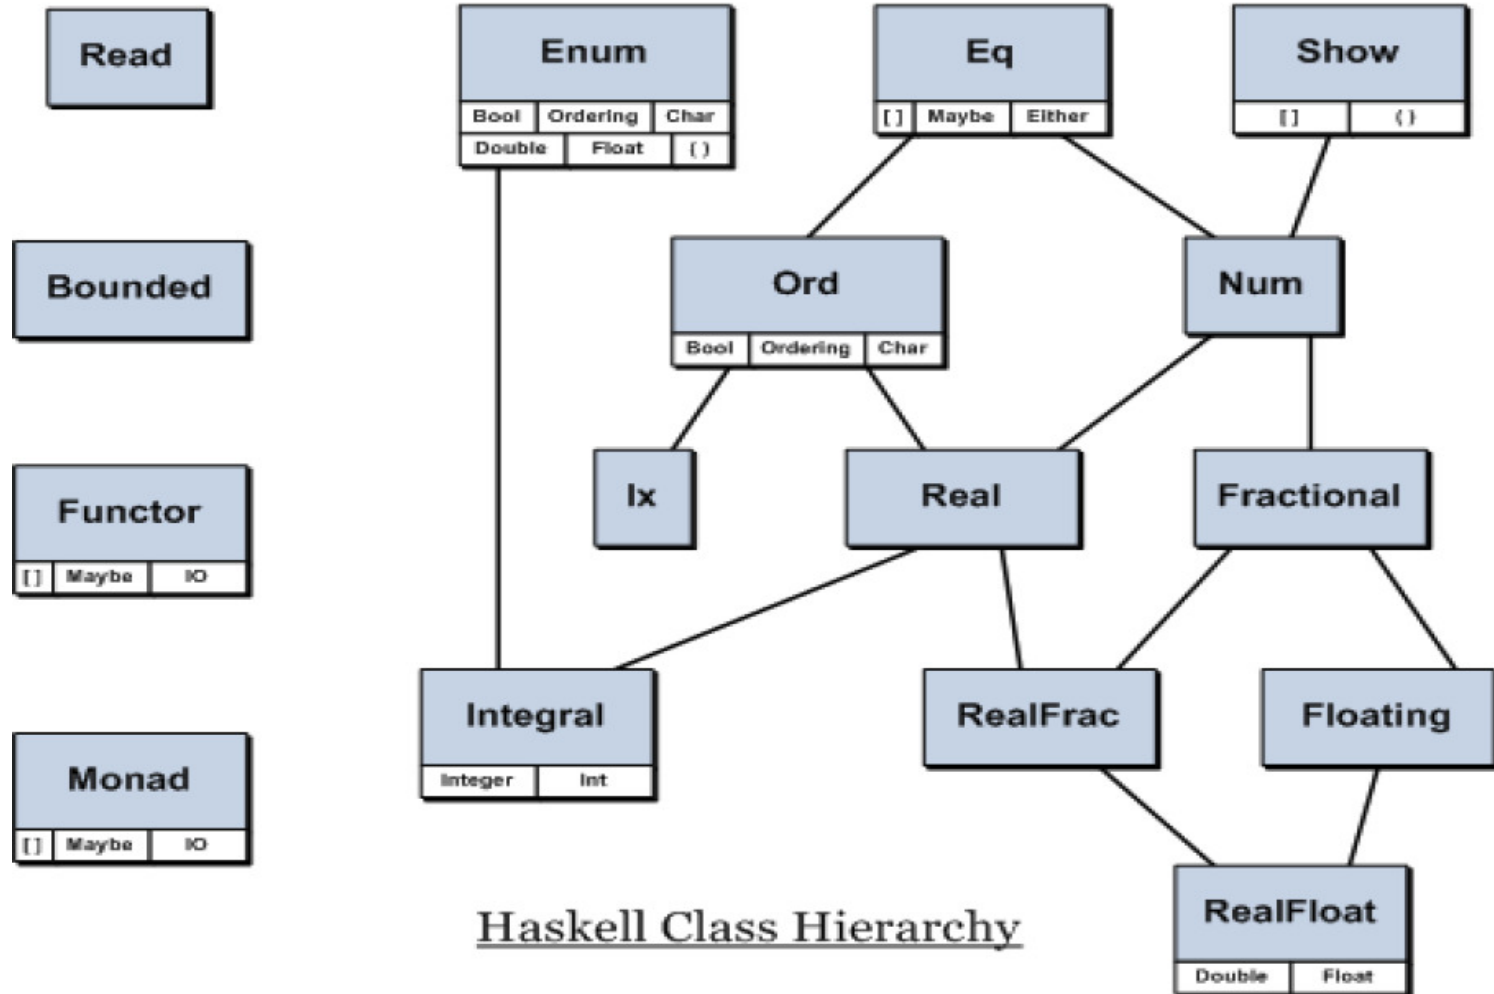 Read
Enum
Eq
Show
Bool Ordering Char
[ ] Maybe Either
[ ] ( )
Double Float ( )
Bounded
Ord
Num
Bool Ordering Char
Functor
[ ] Maybe IO
Ix
Real
Fractional
Monad
[ ] Maybe IO
Integral
Integer Int
RealFrac
Floating
RealFloat
Double Float
Haskell Class Hierarchy